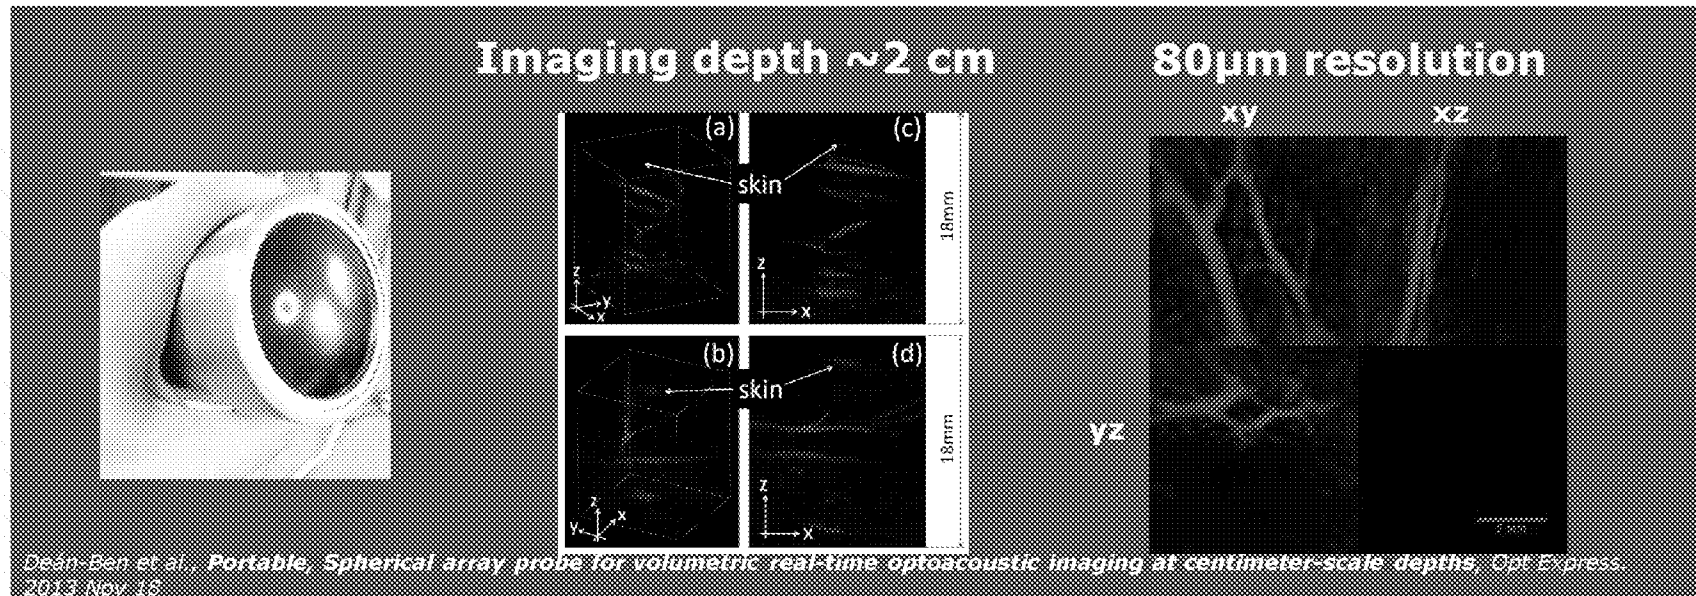 Imaging depth ~2 cm
80µm resolution
xy
xz
(a)
(c)
skin
18mm
z
y
x
z
x
(b)
(d)
skin
18mm
z
x
y
z
x
yz
Deán-Ben et al., Portable, Spherical array probe for volumetric real-time optoacoustic imaging at centimeter-scale depths, Opt Express.
2013 Nov 18